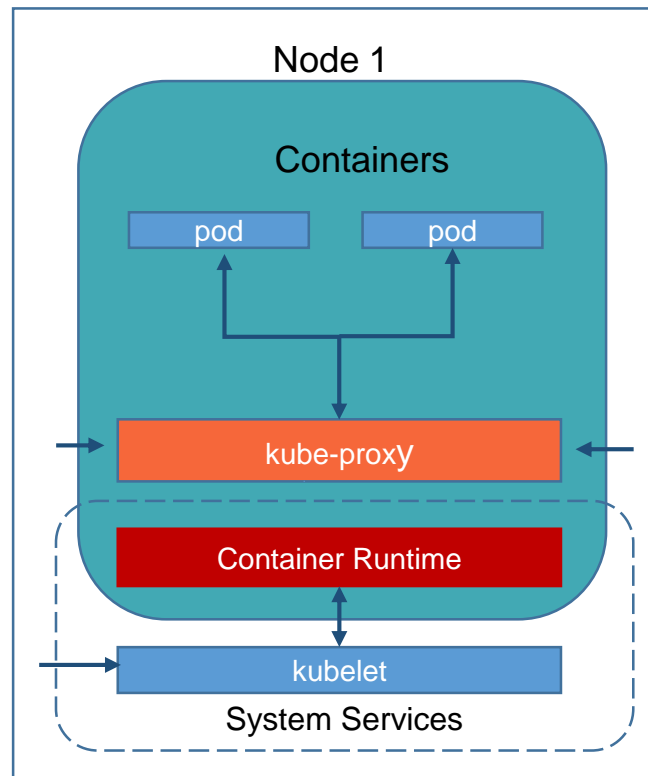 Node 1
Containers
pod pod
kube-proxy
Container Runtime
kubelet
System Services